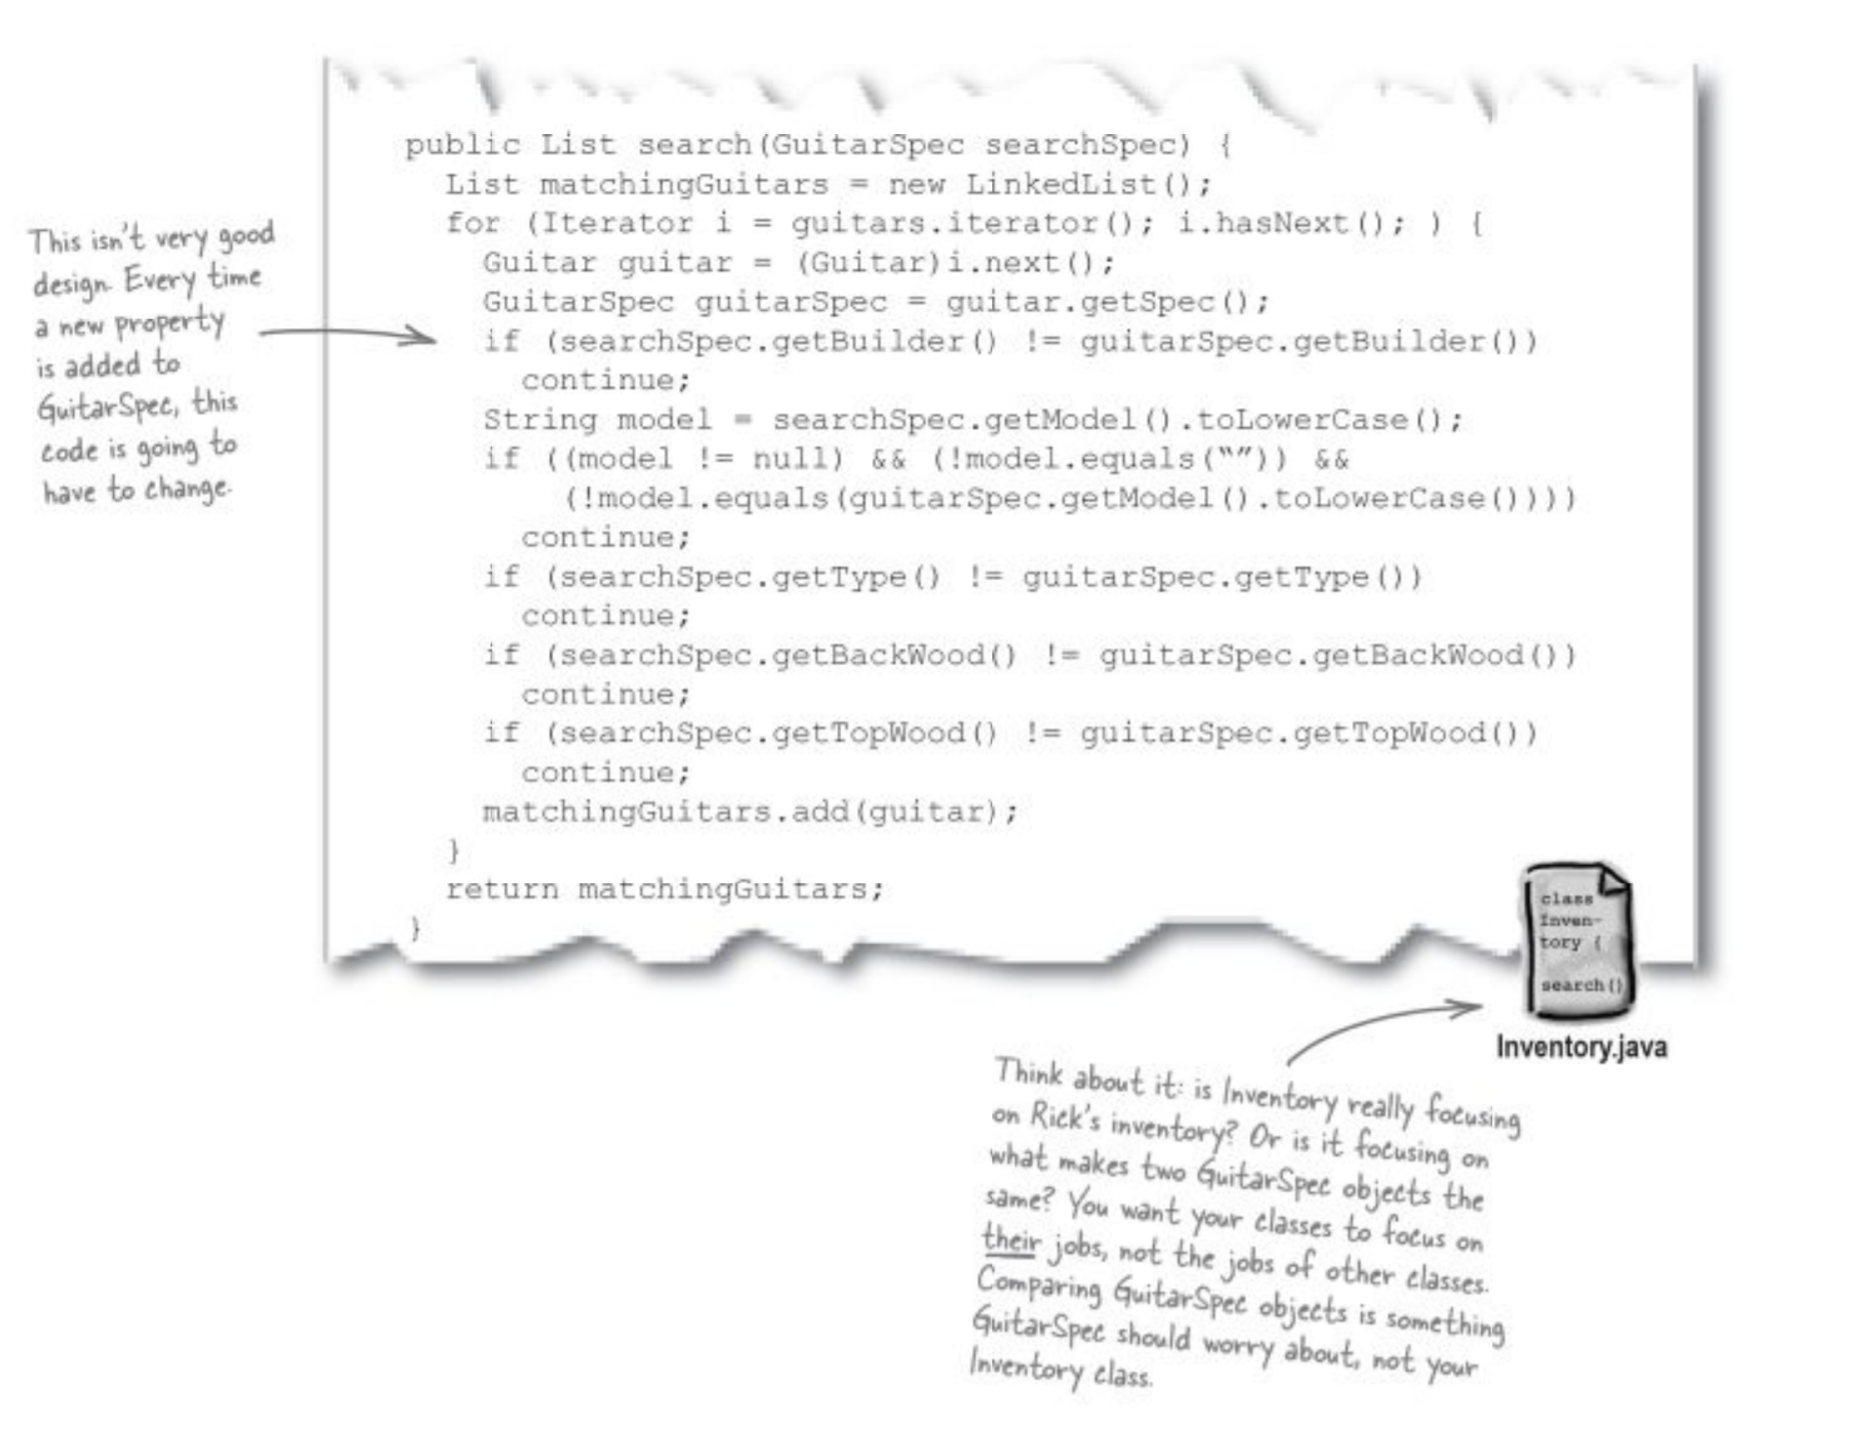 public List search(GuitarSpec searchSpec) {
List matchingGuitars = new LinkedList();
for (Iterator i = guitars.iterator(); i.hasNext(); ) {
Guitar guitar = (Guitar)i.next();
GuitarSpec guitarSpec = guitar.getSpec();
if (searchSpec.getBuilder() != guitarSpec.getBuilder())
continue;
String model = searchSpec.getModel().toLowerCase();
if ((model != null) && (!model.equals(“”)) &&
(!model.equals(guitarSpec.getModel().toLowerCase())))
continue;
if (searchSpec.getType() != guitarSpec.getType())
continue;
if (searchSpec.getBackWood() != guitarSpec.getBackWood())
continue;
if (searchSpec.getTopWood() != guitarSpec.getTopWood())
continue;
matchingGuitars.add(guitar);
}
return matchingGuitars;
}
This isn't very good
design. Every time
a new property
is added to
GuitarSpec, this
code is going to
have to change.
class
Inven-
tory {
search()
Inventory.java
Think about it: is Inventory really focusing
on Rick's inventory? Or is it focusing on
what makes two GuitarSpec objects the
same? You want your classes to focus on
their jobs, not the jobs of other classes.
Comparing GuitarSpec objects is something
GuitarSpec should worry about, not your
Inventory class.